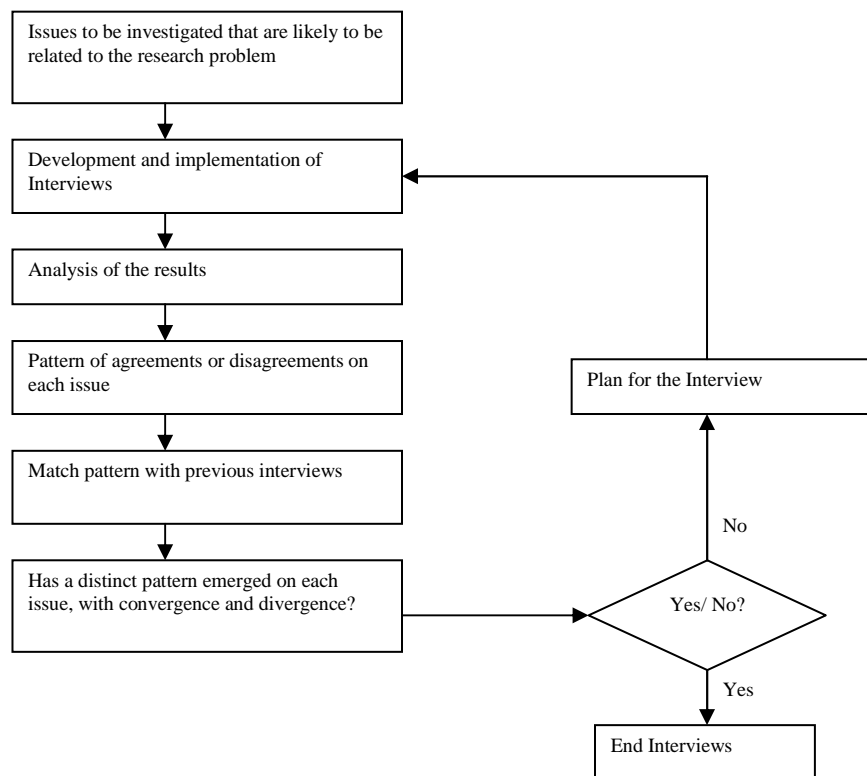 Issues to be investigated that are likely to be
related to the research problem
Development and implementation of
Interviews
Analysis of the results
Pattern of agreements or disagreements on
each issue
Plan for the Interview
Match pattern with previous interviews
No
Has a distinct pattern emerged on each
issue, with convergence and divergence?
Yes/ No?
Yes
End Interviews